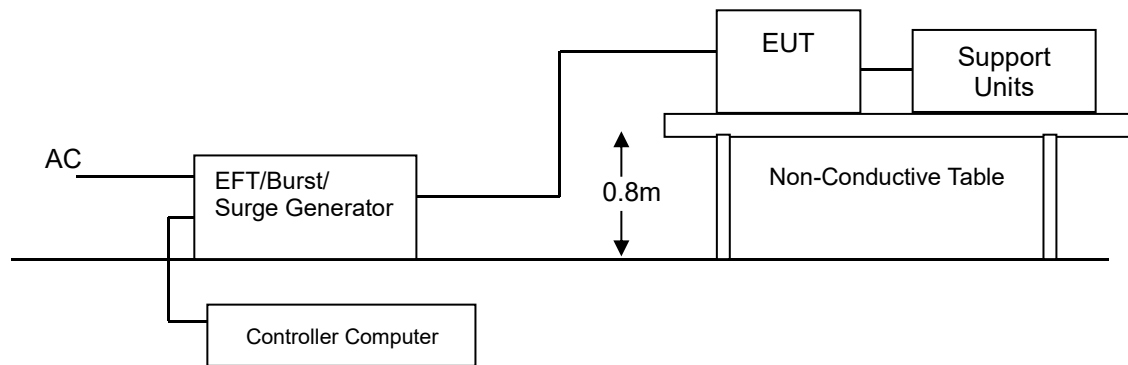 EUT
Support
Units
AC
EFT/Burst/
Surge Generator
0.8m
Non-Conductive Table
Controller Computer